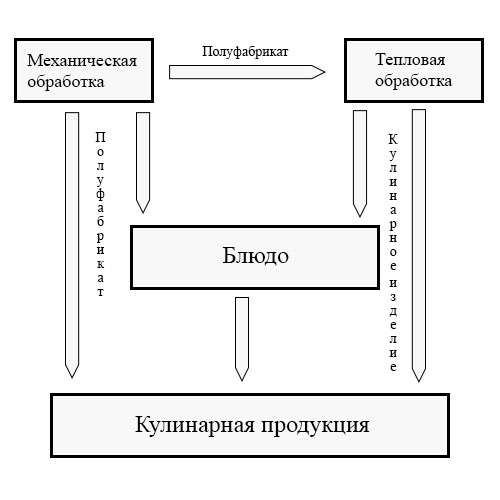 Полуфабрикат
Механическая
обработка
Тепловая
обработка
Полуфабрикат
Кулинарное изделие
Блюдо
Кулинарная продукция